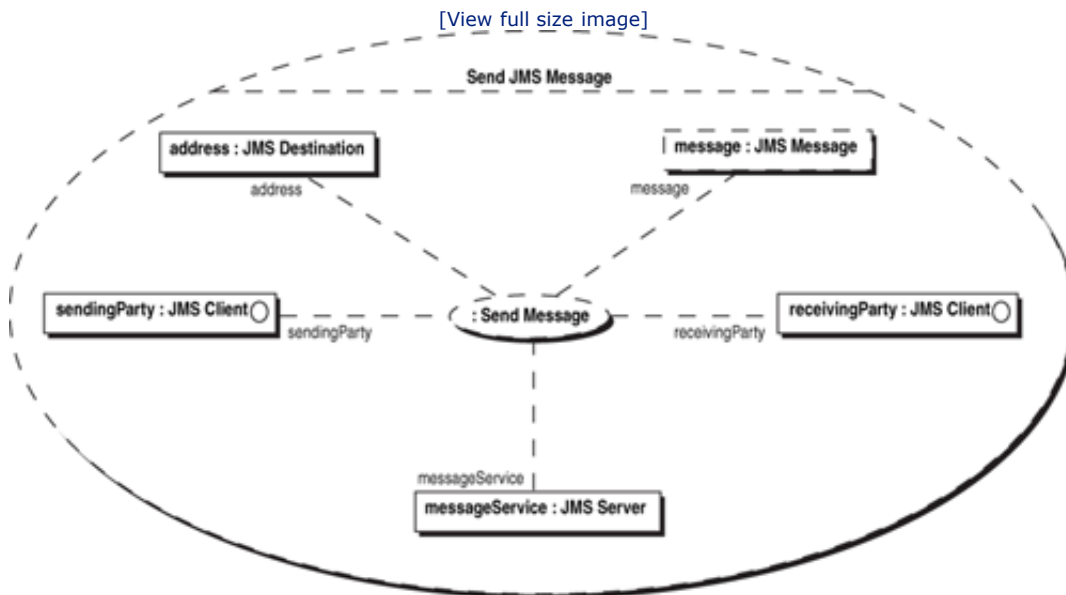 [View full size image]
Send JMS Message
address : JMS Destination
message : JMS Message
address
message
sendingParty : JMS Client
: Send Message
receivingParty : JMS Client
sendingParty
receivingParty
messageService
messageService : JMS Server